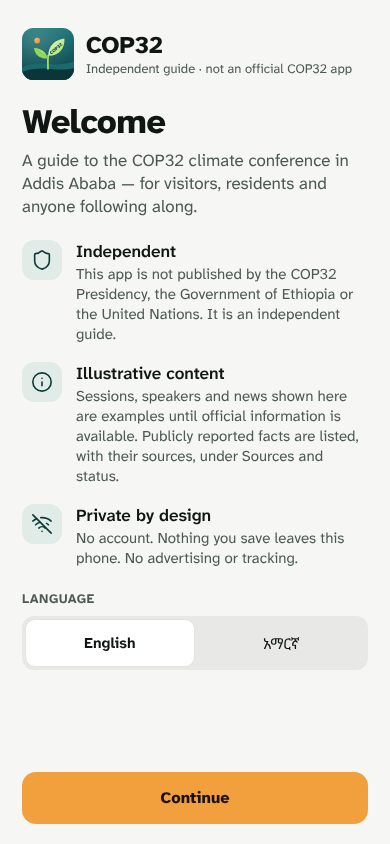 COP32
Independent guide · not an official COP32 app
Welcome
A guide to the COP32 climate conference in
Addis Ababa — for visitors, residents and
anyone following along.
Independent
This app is not published by the COP32
Presidency, the Government of Ethiopia or
the United Nations. It is an independent
guide.
Illustrative content
Sessions, speakers and news shown here
are examples until official information is
available. Publicly reported facts are listed,
with their sources, under Sources and
status.
Private by design
No account. Nothing you save leaves this
phone. No advertising or tracking.
LANGUAGE
English
አማርኛ
Continue